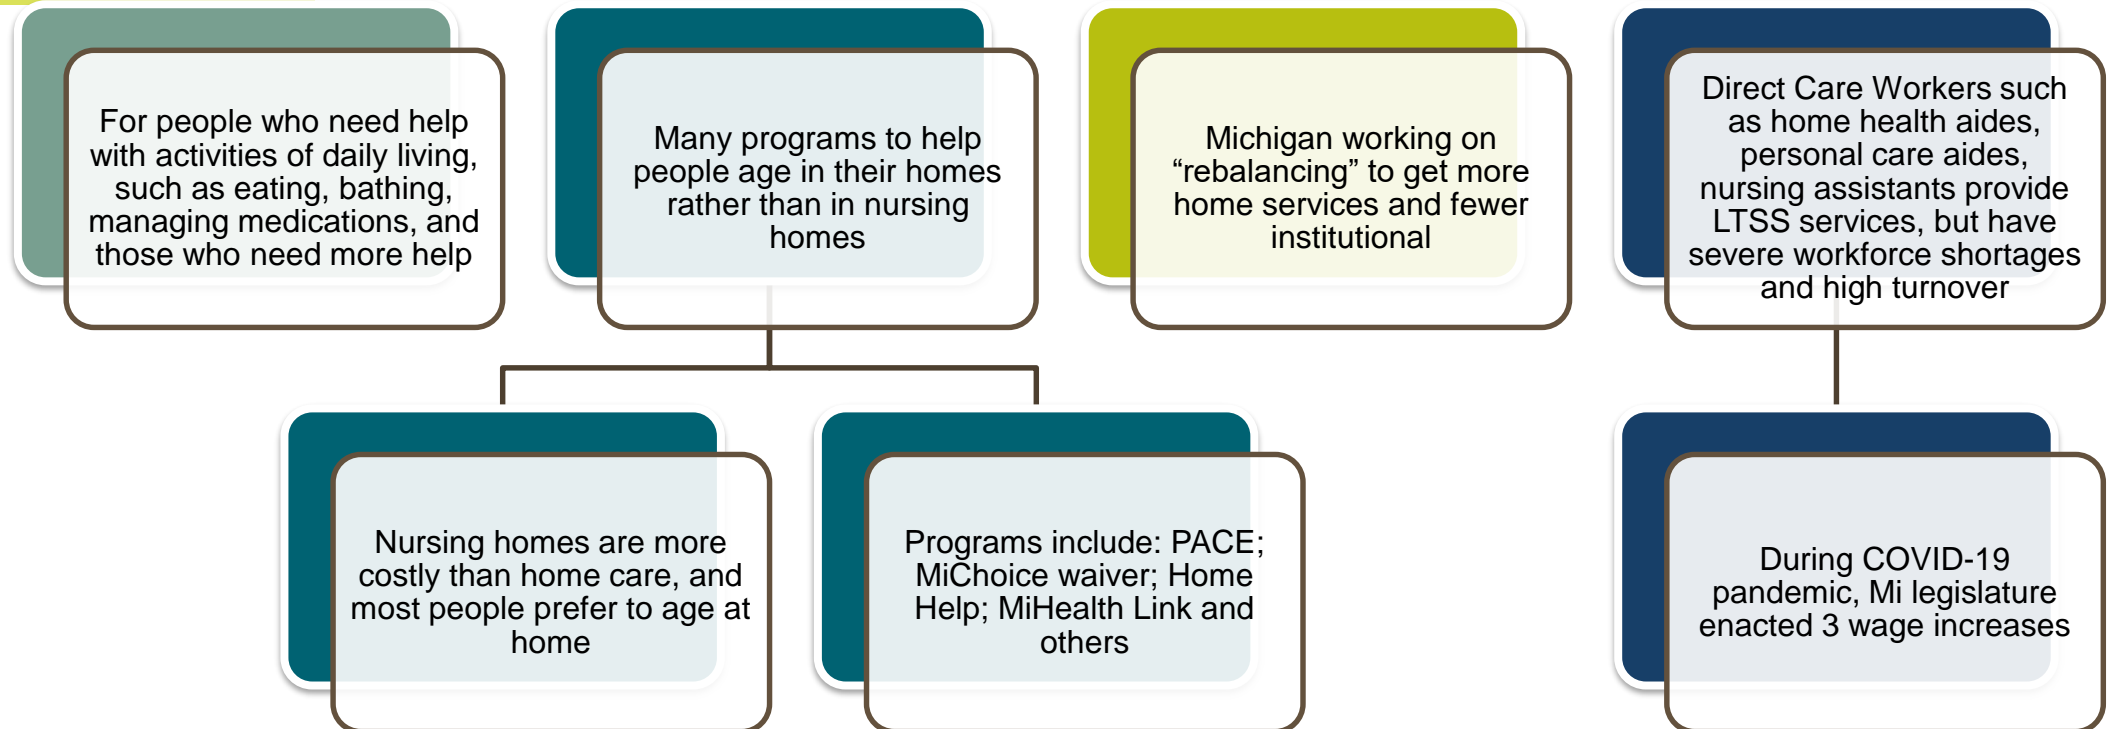 For people who need help
with activities of daily living,
such as eating, bathing,
managing medications, and
those who need more help
Many programs to help
people age in their homes
rather than in nursing
homes
Michigan working on
“rebalancing” to get more
home services and fewer
institutional
Direct Care Workers such
as home health aides,
personal care aides,
nursing assistants provide
LTSS services, but have
severe workforce shortages
and high turnover
Nursing homes are more
costly than home care, and
most people prefer to age at
home
Programs include: PACE;
MiChoice waiver; Home
Help; MiHealth Link and
others
During COVID-19
pandemic, Mi legislature
enacted 3 wage increases